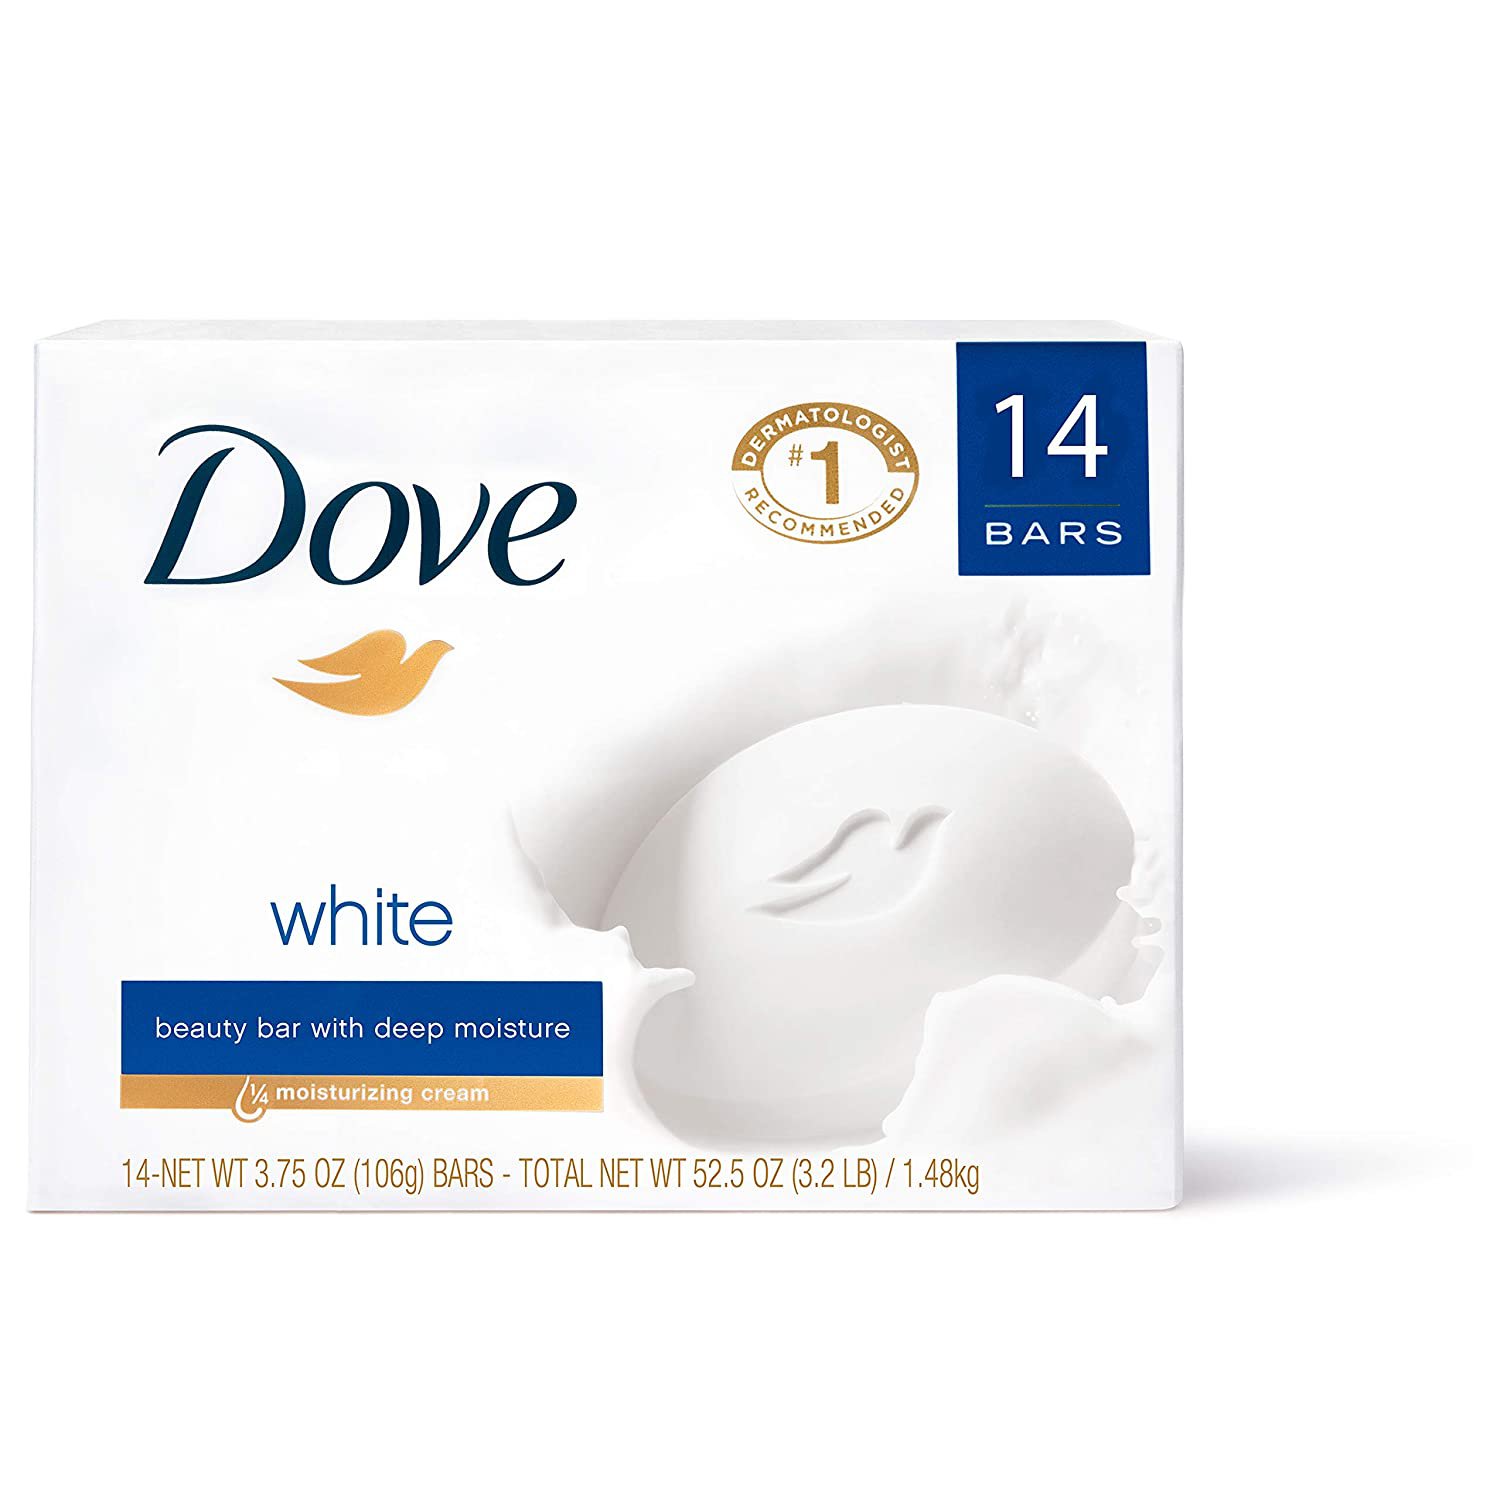 Dove
DERMATOLOGIST
#1
RECOMMENDED
14
BARS
white
beauty bar with deep moisture
¼ moisturizing cream
14-NET WT 3.75 OZ (106g) BARS - TOTAL NET WT 52.5 OZ (3.2 LB) / 1.48kg